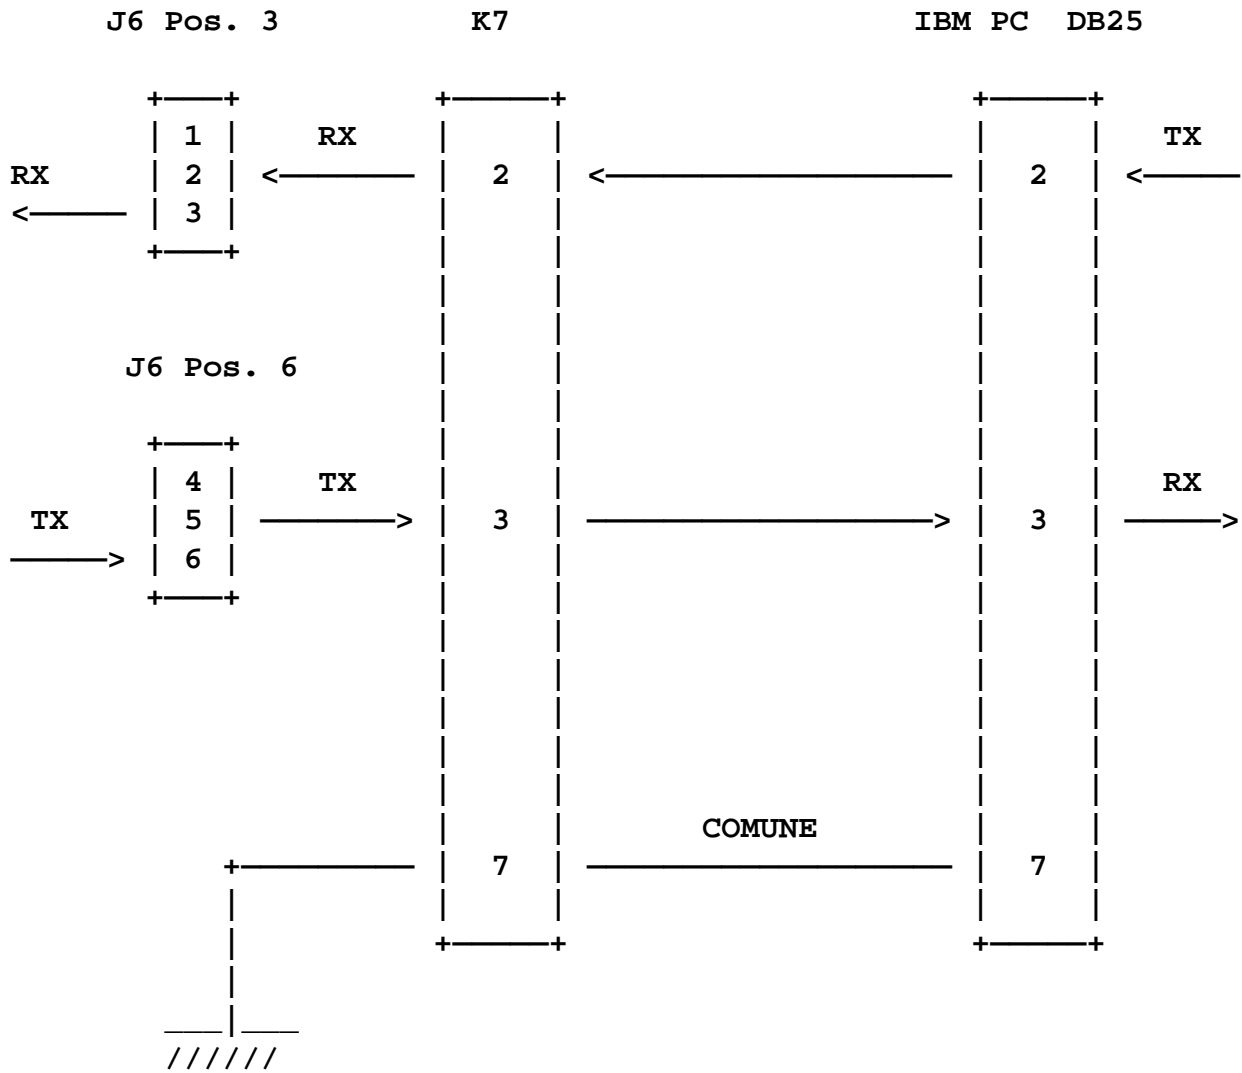 J6 Pos. 3 K7 IBM PC DB25
1 RX TX
RX 2 2 2
3
J6 Pos. 6
4 TX RX
TX 5 3 3
6
COMUNE
7 7